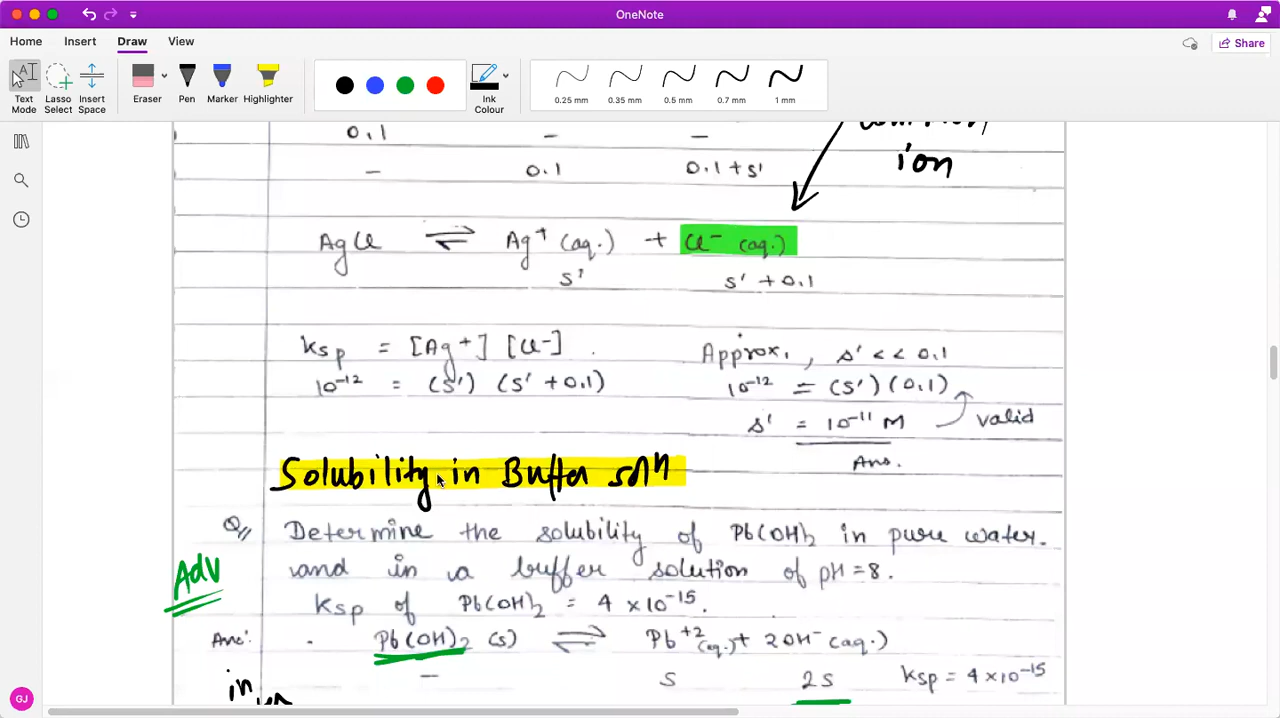 OneNote
Home Insert Draw View
Share
Text Mode
Lasso Select
Insert Space
Eraser
Pen
Marker
Highlighter
Ink Colour
0.25 mm 0.35 mm 0.5 mm 0.7 mm 1 mm
0.1 – –
ion
– 0.1 0.1 + s'
AgCl ⇌ Ag+ (aq.) + Cl– (aq.)
s' s' + 0.1
Ksp = [Ag+] [Cl–]
10-12 = (s') (s' + 0.1)
Approx., s' << 0.1
10-12 = (s') (0.1)
s' = 10-11 M valid
Ans.
Solubility in Buffer soln
Q// Determine the solubility of Pb(OH)2 in pure water.
Adv
and in a buffer solution of pH = 8.
Ksp of Pb(OH)2 = 4 × 10-15.
Ans: . Pb(OH)2 (s) ⇌ Pb+2 (aq.) + 2OH– (aq.)
– s 2s Ksp = 4 × 10-15
in
GJ